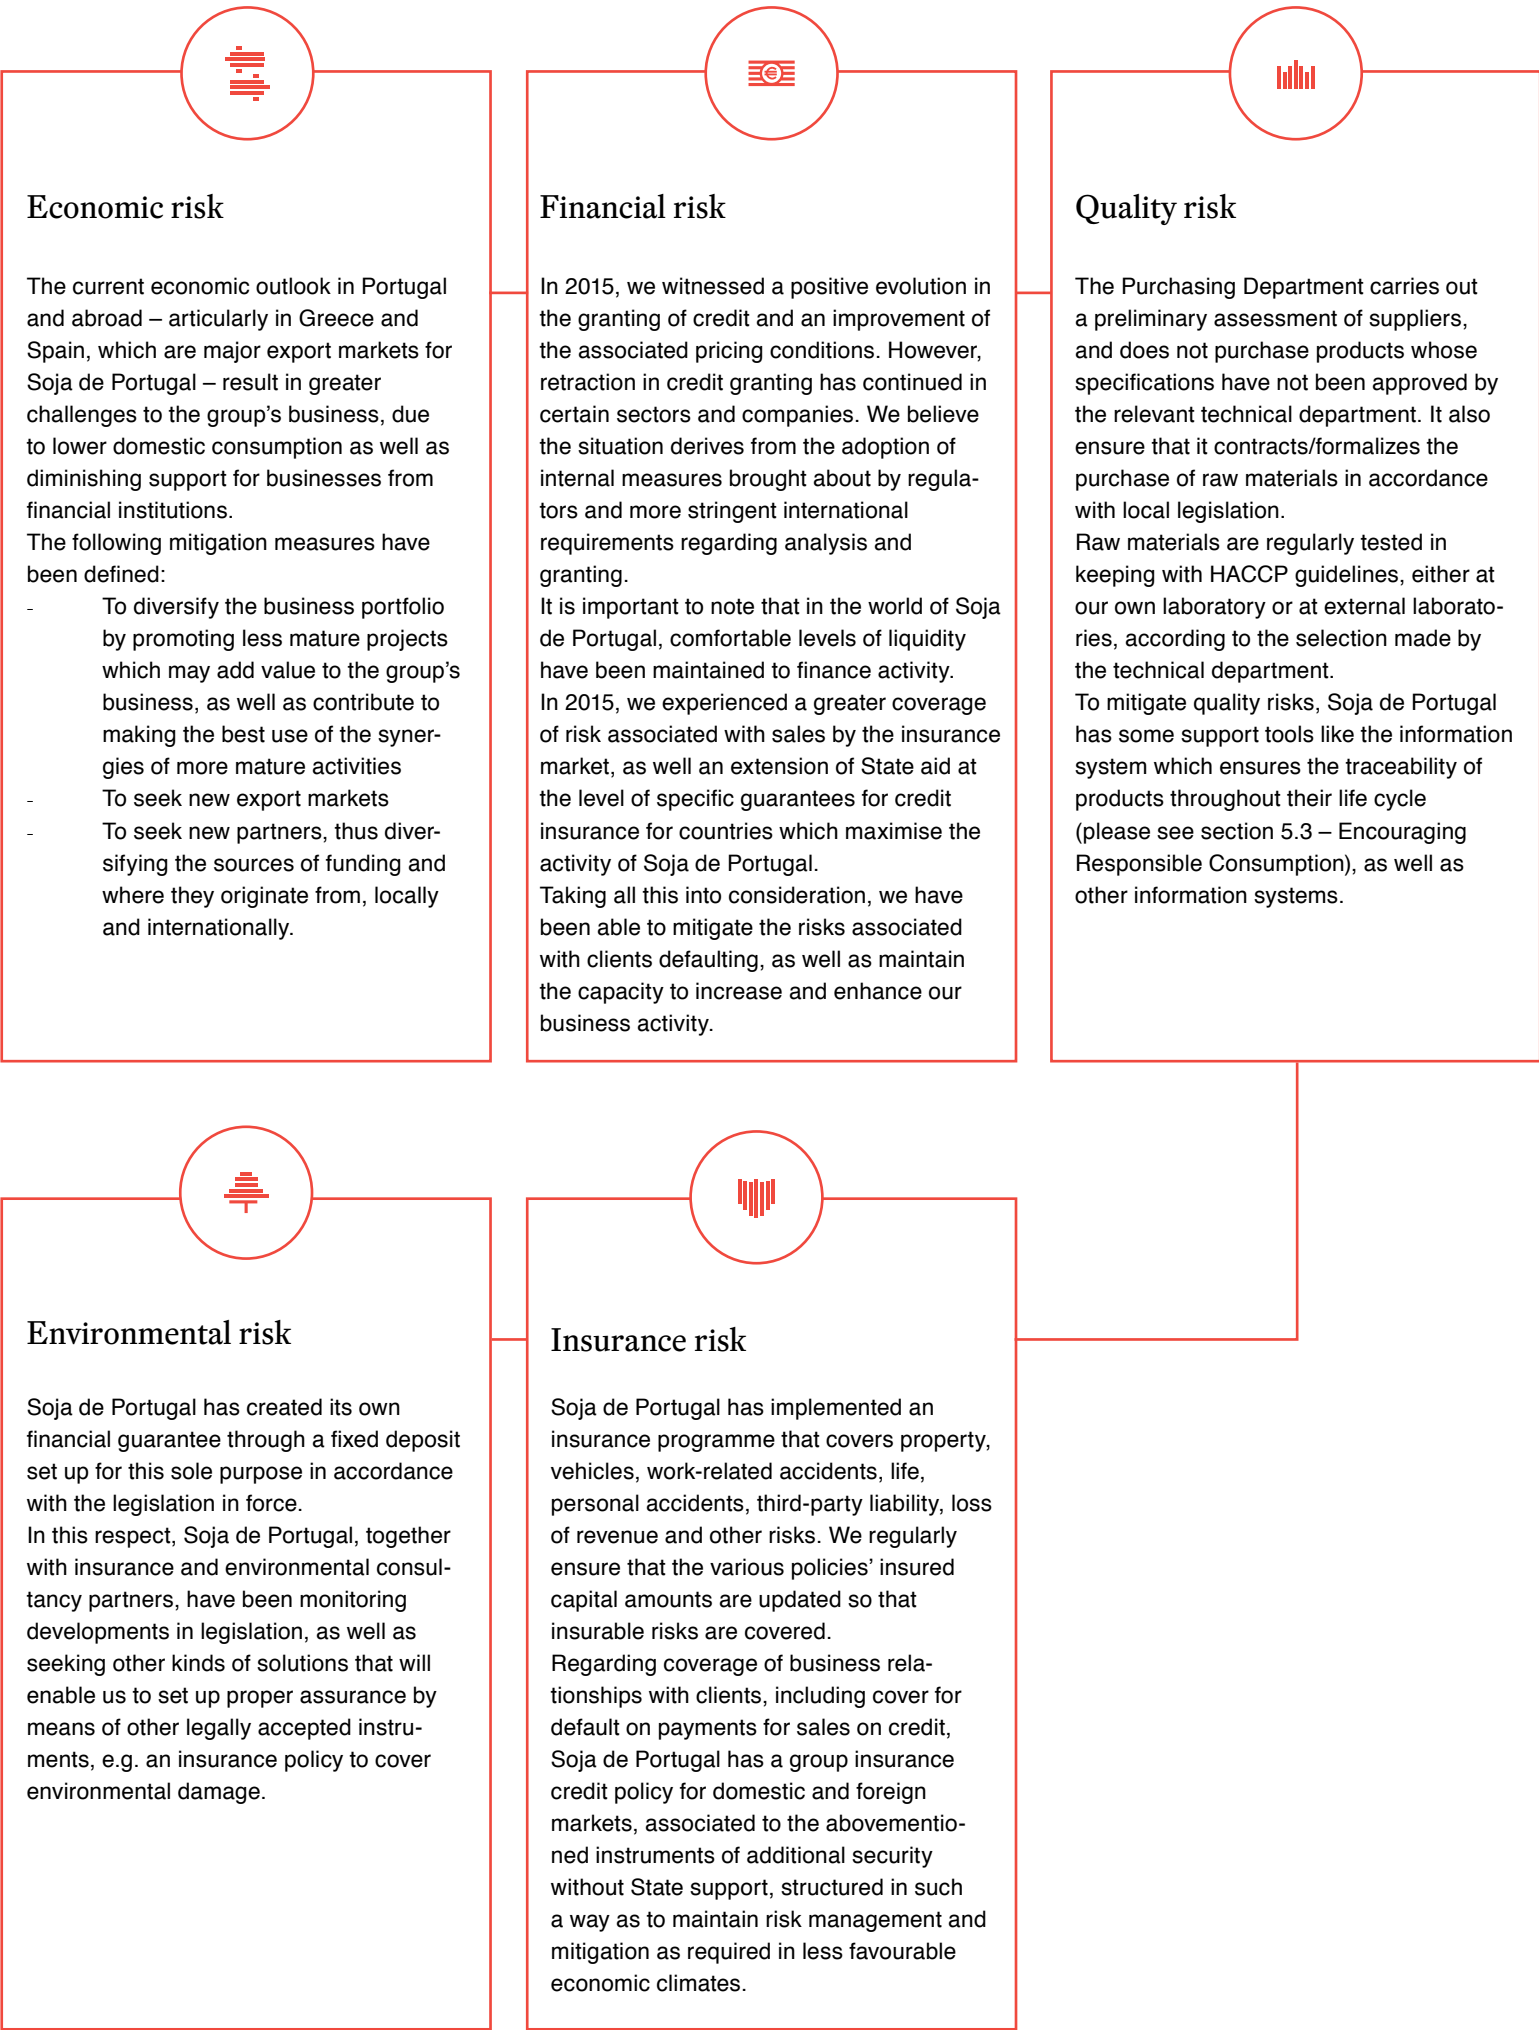 Economic risk
The current economic outlook in Portugal
and abroad – articularly in Greece and
Spain, which are major export markets for
Soja de Portugal – result in greater
challenges to the group’s business, due
to lower domestic consumption as well as
diminishing support for businesses from
financial institutions.
The following mitigation measures have
been defined:
- To diversify the business portfolio
by promoting less mature projects
which may add value to the group’s
business, as well as contribute to
making the best use of the syner-
gies of more mature activities
- To seek new export markets
- To seek new partners, thus diver-
sifying the sources of funding and
where they originate from, locally
and internationally.
Financial risk
In 2015, we witnessed a positive evolution in
the granting of credit and an improvement of
the associated pricing conditions. However,
retraction in credit granting has continued in
certain sectors and companies. We believe
the situation derives from the adoption of
internal measures brought about by regula-
tors and more stringent international
requirements regarding analysis and
granting.
It is important to note that in the world of Soja
de Portugal, comfortable levels of liquidity
have been maintained to finance activity.
In 2015, we experienced a greater coverage
of risk associated with sales by the insurance
market, as well an extension of State aid at
the level of specific guarantees for credit
insurance for countries which maximise the
activity of Soja de Portugal.
Taking all this into consideration, we have
been able to mitigate the risks associated
with clients defaulting, as well as maintain
the capacity to increase and enhance our
business activity.
Quality risk
The Purchasing Department carries out
a preliminary assessment of suppliers,
and does not purchase products whose
specifications have not been approved by
the relevant technical department. It also
ensure that it contracts/formalizes the
purchase of raw materials in accordance
with local legislation.
Raw materials are regularly tested in
keeping with HACCP guidelines, either at
our own laboratory or at external laborato-
ries, according to the selection made by
the technical department.
To mitigate quality risks, Soja de Portugal
has some support tools like the information
system which ensures the traceability of
products throughout their life cycle
(please see section 5.3 – Encouraging
Responsible Consumption), as well as
other information systems.
Environmental risk
Soja de Portugal has created its own
financial guarantee through a fixed deposit
set up for this sole purpose in accordance
with the legislation in force.
In this respect, Soja de Portugal, together
with insurance and environmental consul-
tancy partners, have been monitoring
developments in legislation, as well as
seeking other kinds of solutions that will
enable us to set up proper assurance by
means of other legally accepted instru-
ments, e.g. an insurance policy to cover
environmental damage.
Insurance risk
Soja de Portugal has implemented an
insurance programme that covers property,
vehicles, work-related accidents, life,
personal accidents, third-party liability, loss
of revenue and other risks. We regularly
ensure that the various policies’ insured
capital amounts are updated so that
insurable risks are covered.
Regarding coverage of business rela-
tionships with clients, including cover for
default on payments for sales on credit,
Soja de Portugal has a group insurance
credit policy for domestic and foreign
markets, associated to the abovementio-
ned instruments of additional security
without State support, structured in such
a way as to maintain risk management and
mitigation as required in less favourable
economic climates.